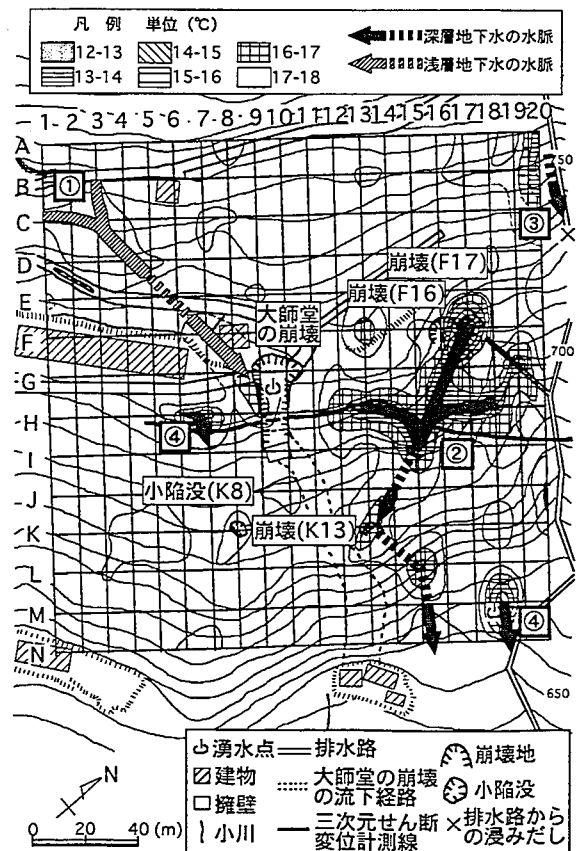 凡 例 単位(℃)
12-13 14-15 16-17
13-14 15-16 17-18
深層地下水の水脈
浅層地下水の水脈
1 2 3 4 5 6 7 8 9 10 11 12 13 14 15 16 17 18 19 20
A
B
C
D
E
F
G
H
I
J
K
L
M
N
①
750
③
崩壊(F17)
崩壊(F16)
大師堂
の崩壊
700
④
②
小陥没(K8)
崩壊(K13)
④
650
N
0 20 40 (m)
湧水点 排水路 崩壊地
建物 大師堂の崩壊
の流下経路 小陥没
擁壁
小川 三次元せん断
変位計測線 排水路から
の浸みだし